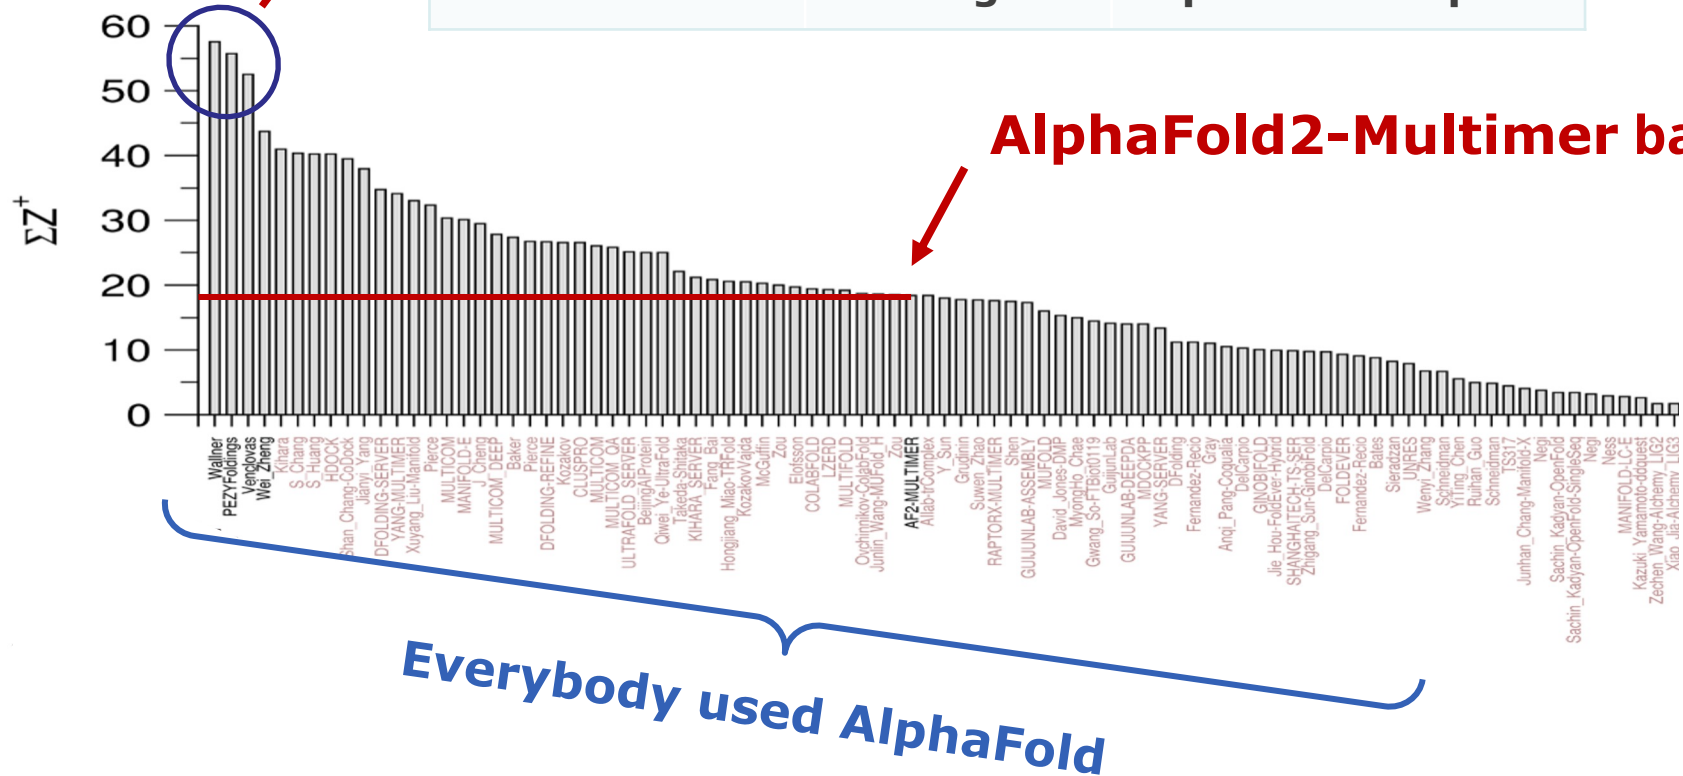 60
50
40
30
20
10
0
ΣZ+
AlphaFold2-Multimer ba
Wallner
PEZYFoldings
Venclovas
Wei_Zheng
Kihara
S_Chang
S_Huang
HDOCK
Shan_Chang-CoDock
Jianyi_Yang
DFOLDING-SERVER
YANG-MULTIMER
Xuyang_Liu-Manifold
Pierce
MULTICOM
MANIFOLD-E
J_Cheng
MULTICOM_DEEP
Baker
Pierce
DFOLDING-REFINE
Kozakov
CLUSPRO
MULTICOM
MULTICOM_QA
ULTRAFOLD_SERVER
BeijingAIProtein
Qiwei_Ye-UltraFold
Takeda-Shitaka
KIHARA_SERVER
Fang_Bai
Hongjiang_Miao-TRFold
KozakovVajda
McGuffin
Zou
Elofsson
COLABFOLD
LZERD
MULTIFOLD
Ovchinnikov-ColabFold
Junlin_Wang-MUFold_H
Zou
AF2-MULTIMER
Y_Sun
Grudinin
Suwen_Zhao
RAPTORX-MULTIMER
Shen
GUIJUNLAB-ASSEMBLY
MUFOLD
David_Jones-DMP
MyongHo_Chae
Gwang_So-FTBiot0119
GuijunLab
GUIJUNLAB-DEEPDA
MDOCKPP
YANG-SERVER
DFolding
Fernandez-Recio
Gray
Anqi_Pang-Coqualia
DelCarpio
GINOBIFOLD
Jie_Hou-FoldEver-Hybrid
SHANGHAITECH-TS-SER
Zhigang_Sun-GinobiFold
DelCarpio
FOLDEVER
Fernandez-Recio
Bates
Sieradzan
UNRES
Wenyi_Zhang
Schneidman
YiTing_Chen
Ruihan_Guo
Schneidman
TS317
Junhan_Chang-Manifold-X
Negi
Sachin_Kadyan-OpenFold
Sachin_Kadyan-OpenFold-SingleSeq
Negi
Ness
MANIFOLD-LC-E
Kazuki_Yamamoto-ddquest
Zechen_Wang-Alchemy_LIG2
Xiao_Jia-Alchemy_LIG3
Everybody used AlphaFold